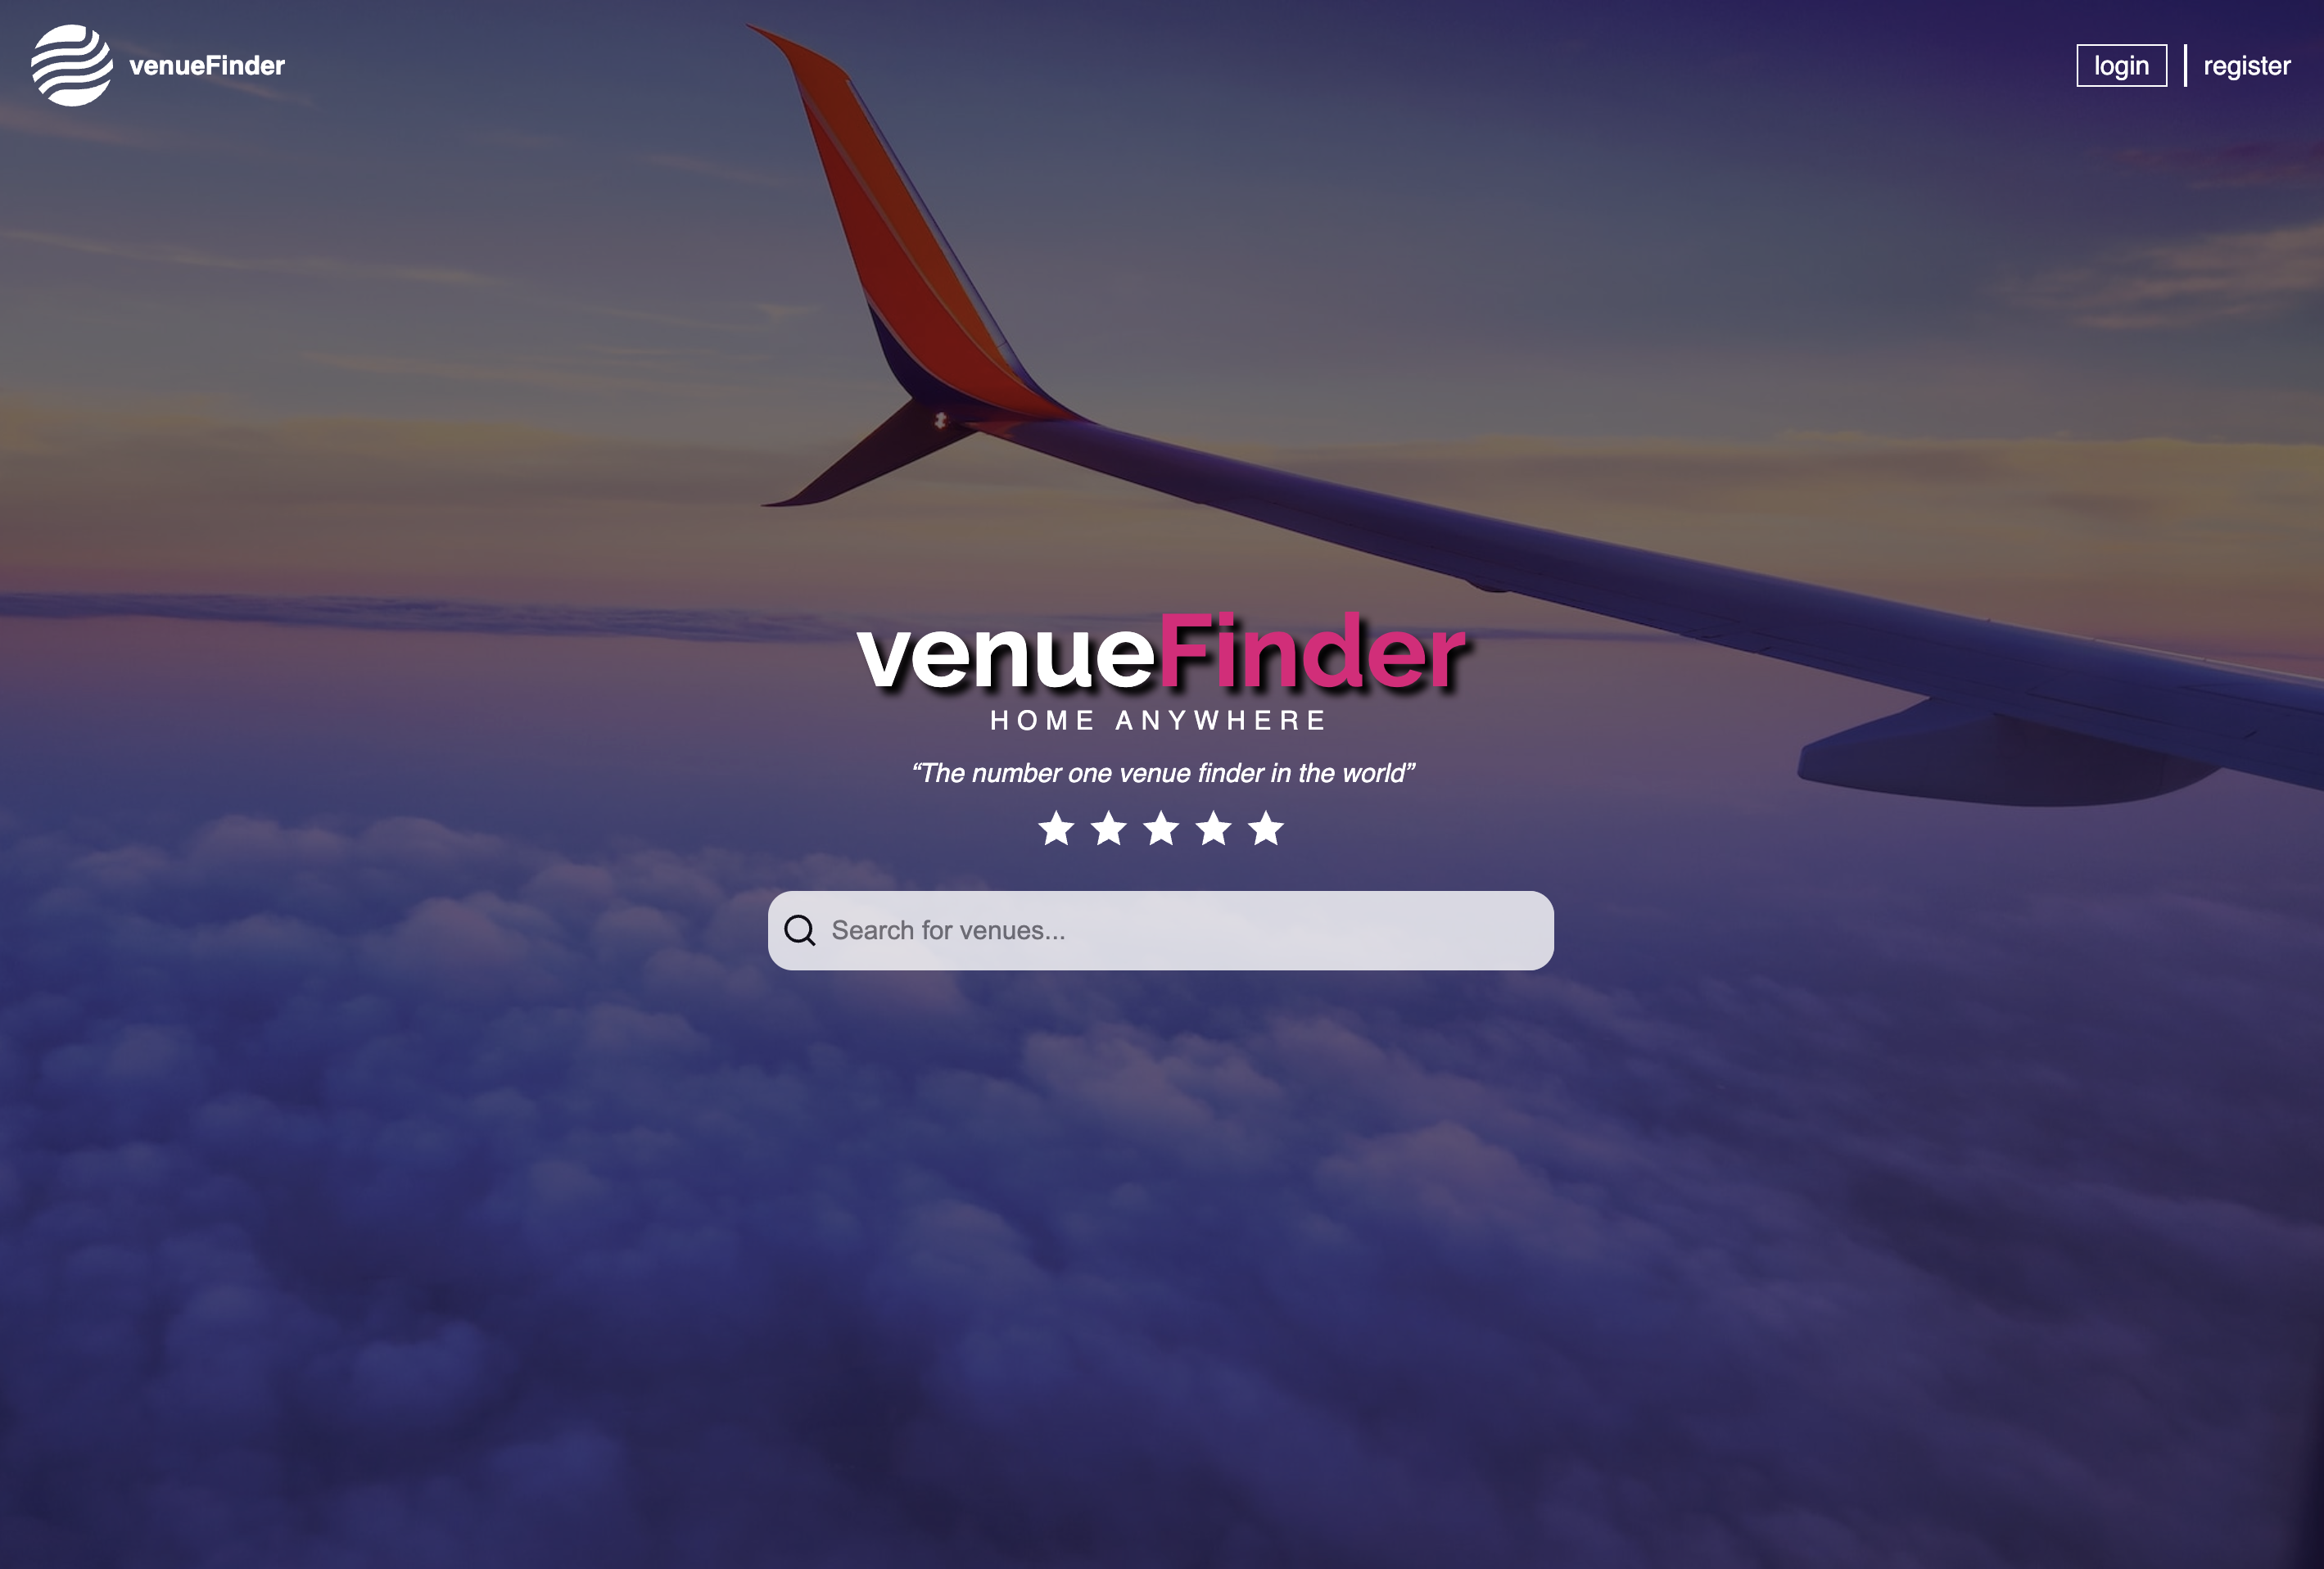 venueFinder
login
register
venueFinder
HOME ANYWHERE
“The number one venue finder in the world”
Search for venues...